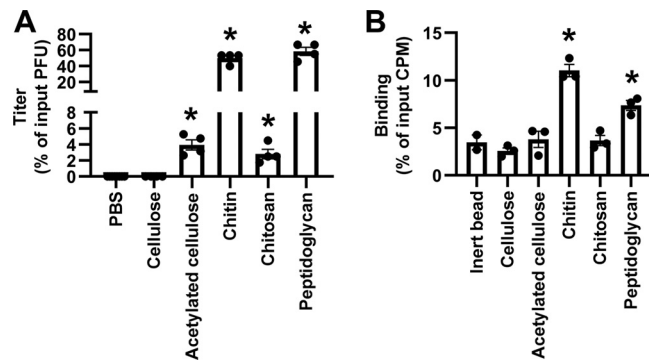 A
Titer
(% of input PFU)
80
60
40
20
8
6
4
2
0
*
*
*
*
PBS
Cellulose
Acetylated cellulose
Chitin
Chitosan
Peptidoglycan
B
Binding
(% of input CPM)
15
10
5
0
*
*
Inert bead
Cellulose
Acetylated cellulose
Chitin
Chitosan
Peptidoglycan